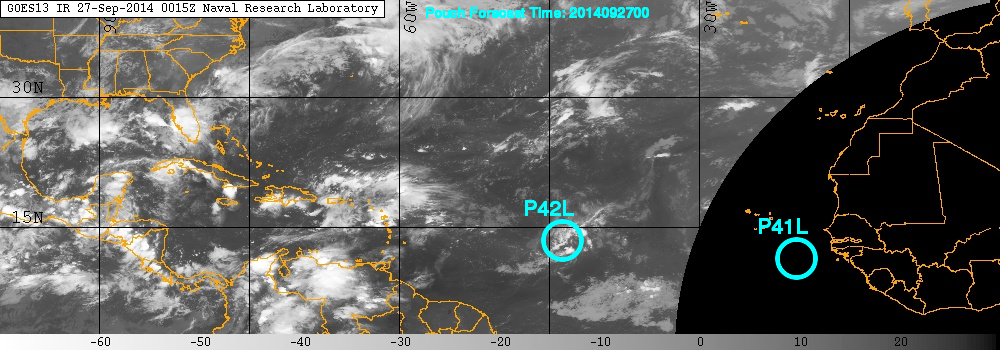 GOES13 IR 27-Sep-2014 0015Z Naval Research Laboratory
Pouch Forecast Time: 2014092700
60W
30W
30N
15N
P42L
P41L
-60 -50 -40 -30 -20 -10 0 10 20